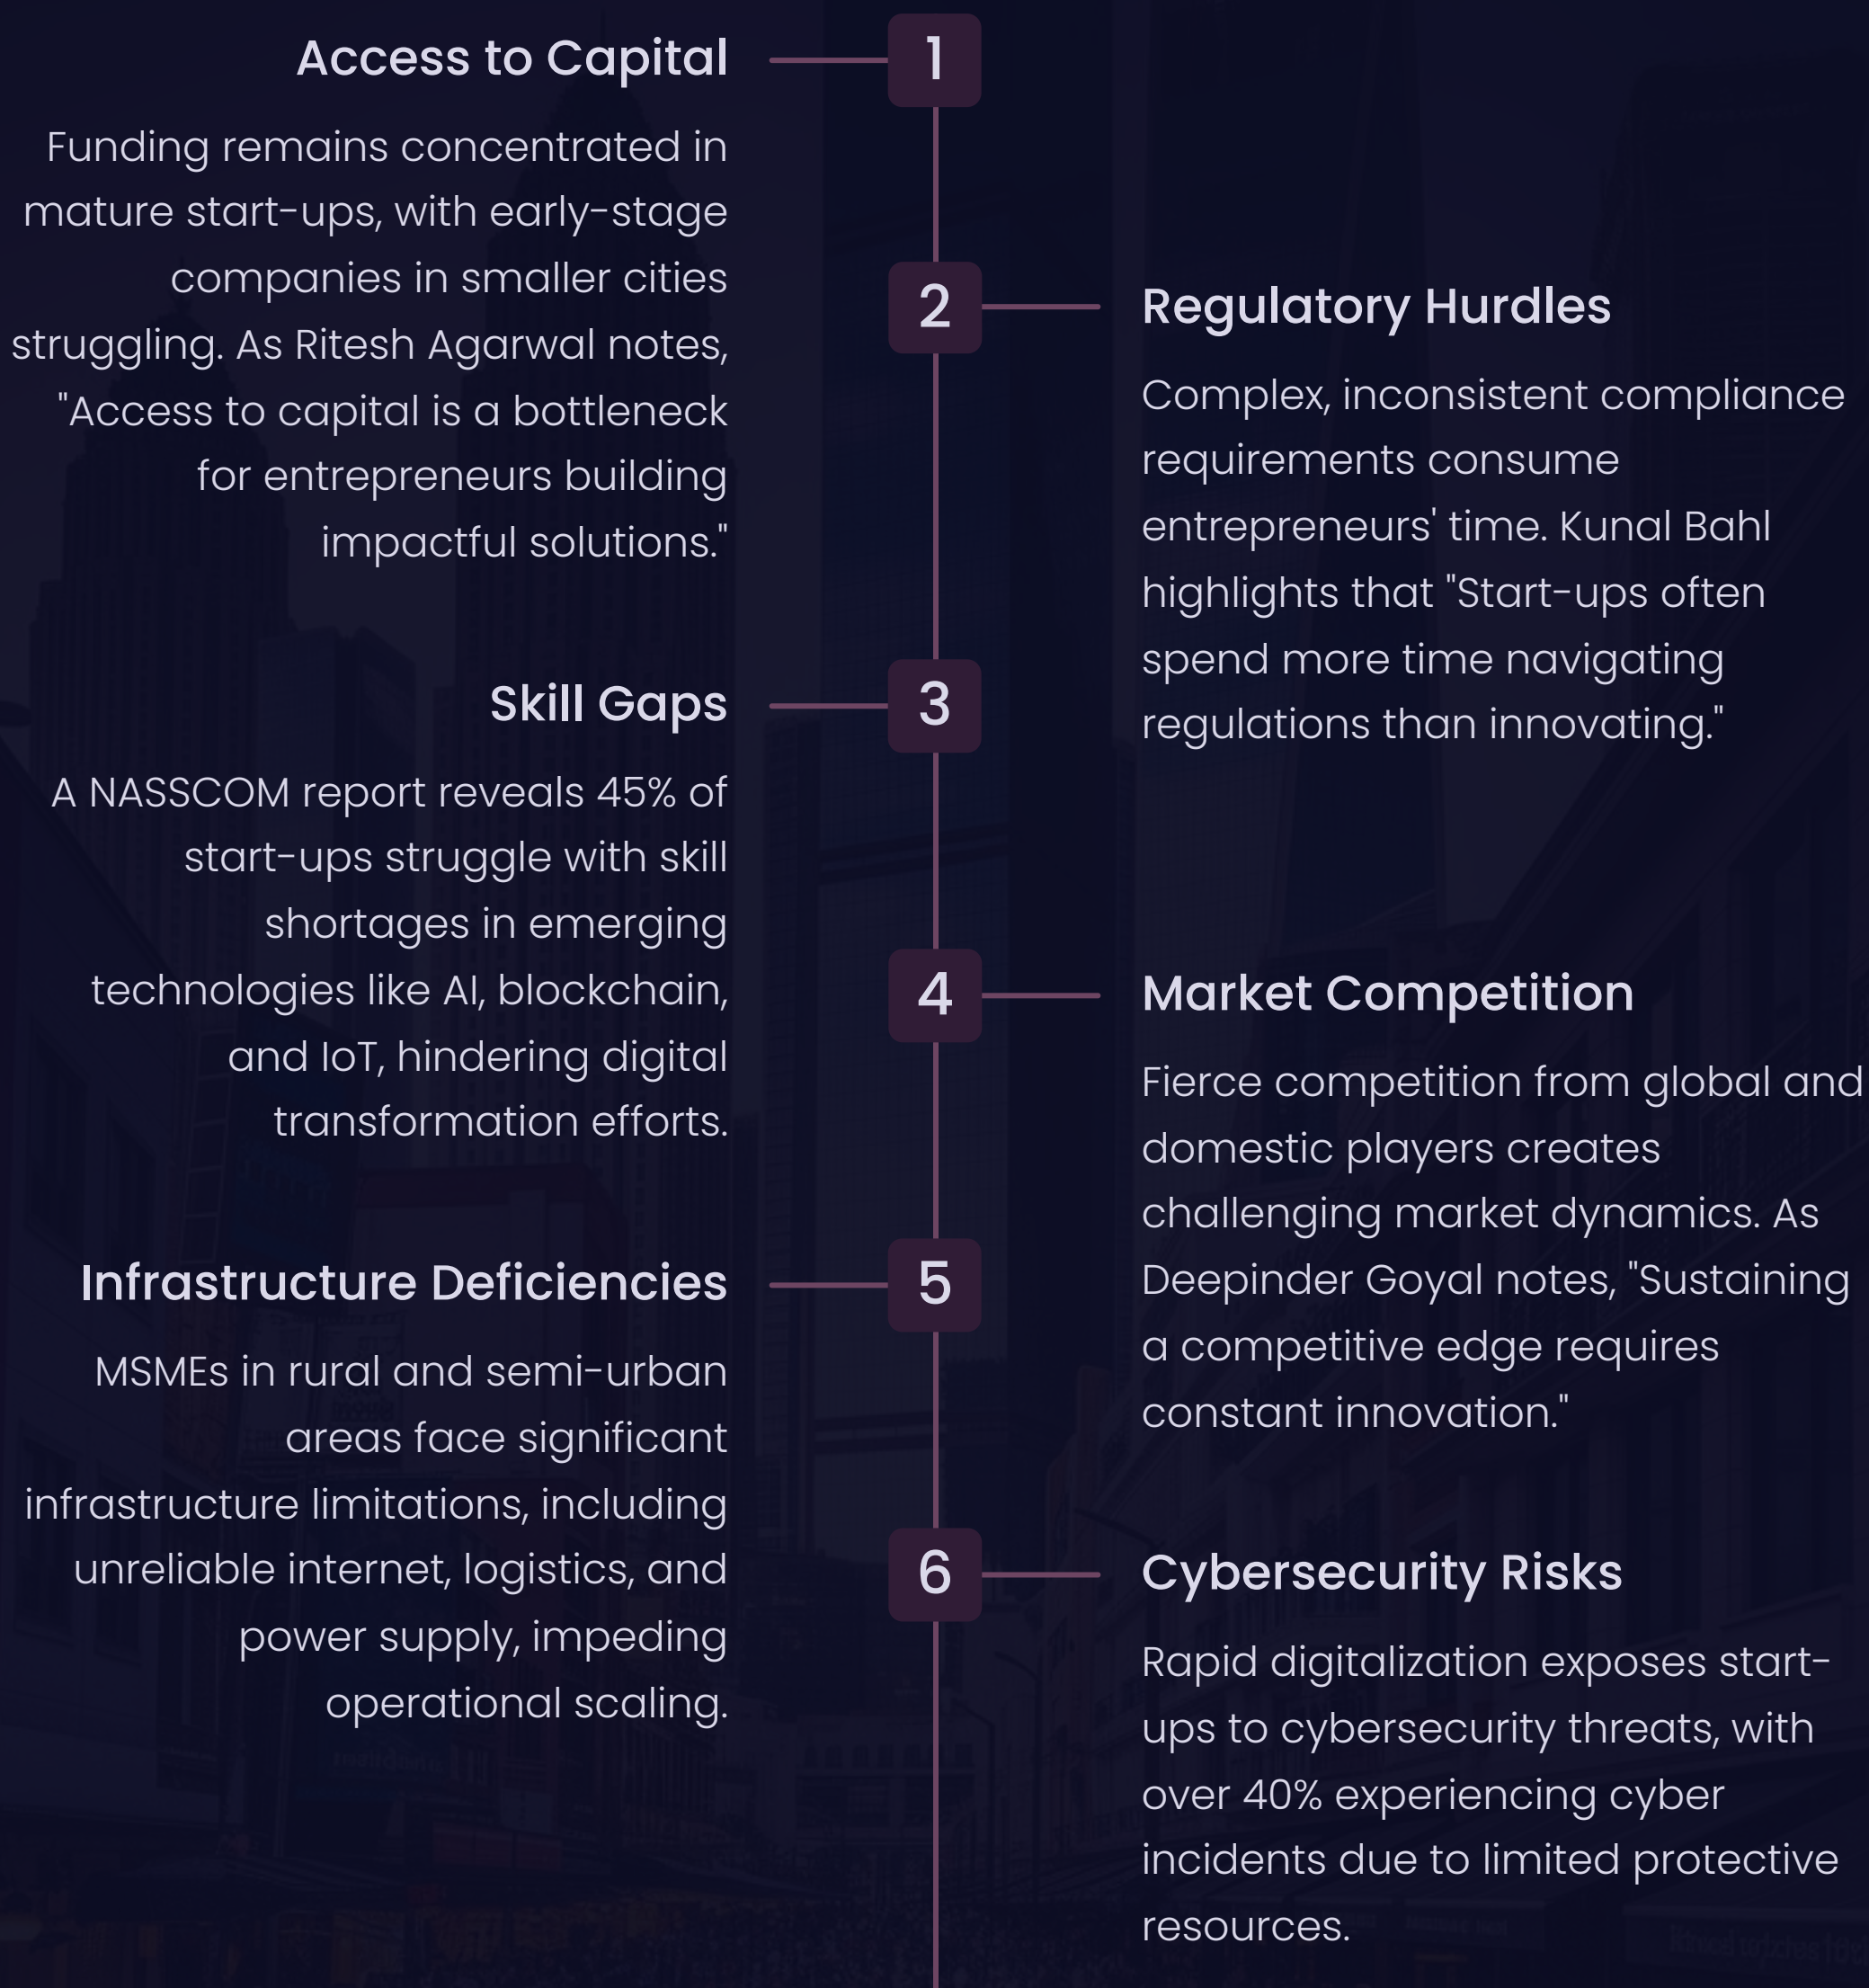 Access to Capital
1
Funding remains concentrated in
mature start-ups, with early-stage
companies in smaller cities
struggling. As Ritesh Agarwal notes,
"Access to capital is a bottleneck
for entrepreneurs building
impactful solutions."
2
Regulatory Hurdles
Complex, inconsistent compliance
requirements consume
entrepreneurs' time. Kunal Bahl
highlights that "Start-ups often
spend more time navigating
regulations than innovating."
Skill Gaps
3
A NASSCOM report reveals 45% of
start-ups struggle with skill
shortages in emerging
technologies like AI, blockchain,
and IoT, hindering digital
transformation efforts.
4
Market Competition
Fierce competition from global and
domestic players creates
challenging market dynamics. As
Deepinder Goyal notes, "Sustaining
a competitive edge requires
constant innovation."
Infrastructure Deficiencies
5
MSMEs in rural and semi-urban
areas face significant
infrastructure limitations, including
unreliable internet, logistics, and
power supply, impeding
operational scaling.
6
Cybersecurity Risks
Rapid digitalization exposes start-
ups to cybersecurity threats, with
over 40% experiencing cyber
incidents due to limited protective
resources.